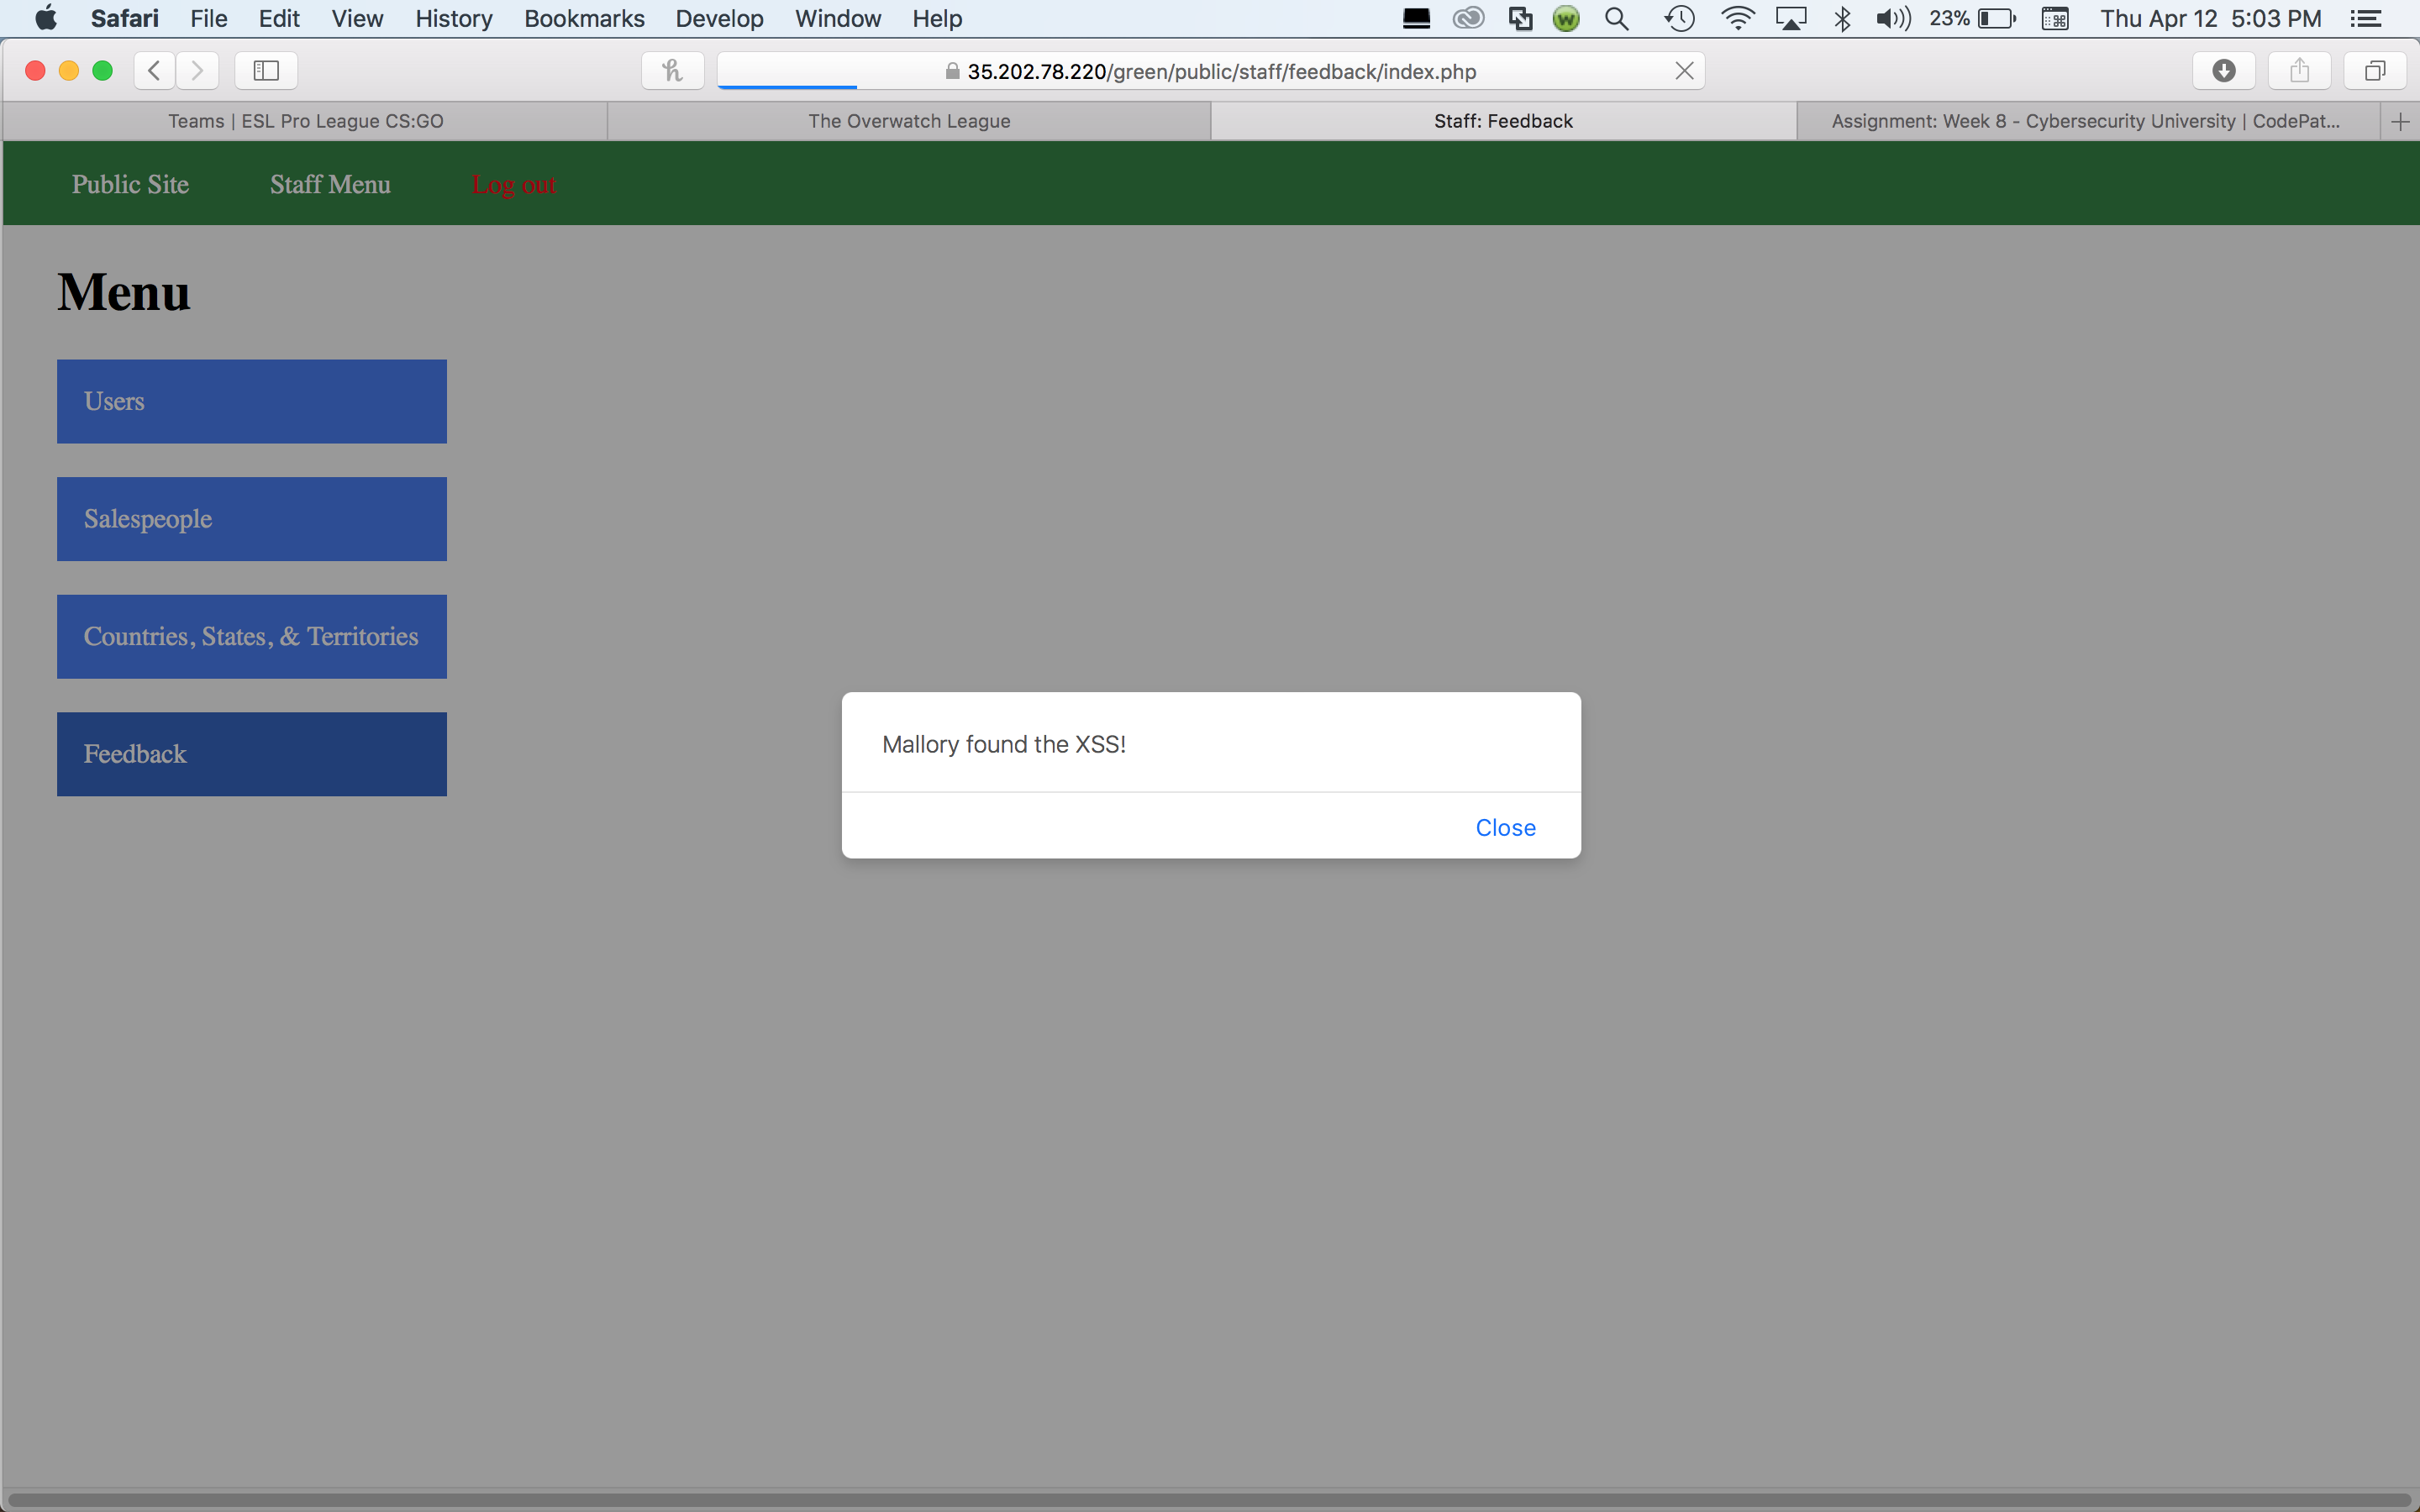 Safari File Edit View History Bookmarks Develop Window Help 23% Thu Apr 12 5:03 PM
35.202.78.220/green/public/staff/feedback/index.php
Teams | ESL Pro League CS:GO
The Overwatch League
Staff: Feedback
Assignment: Week 8 - Cybersecurity University | CodePat...
Public Site Staff Menu Log out
Menu
Users
Salespeople
Countries, States, & Territories
Feedback
Mallory found the XSS!
Close